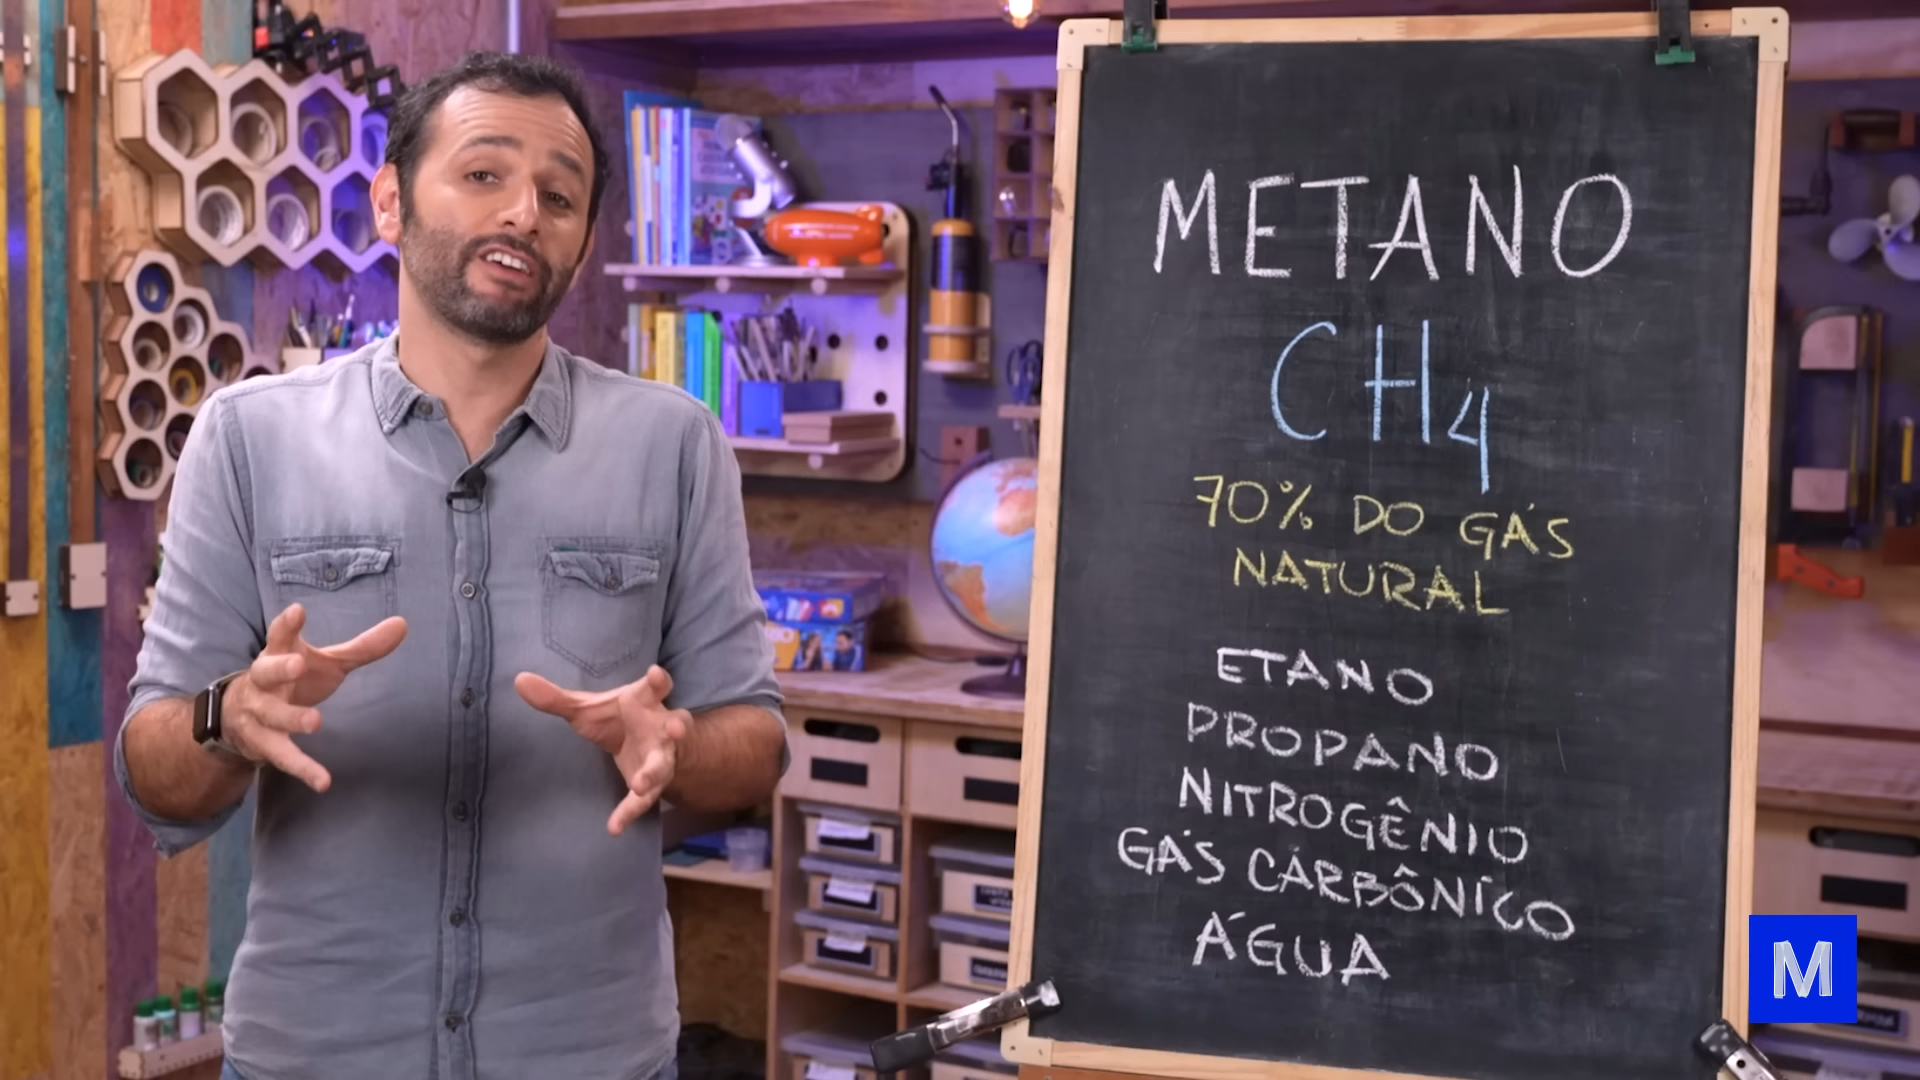 METANO
CH4
70% DO GÁS
NATURAL
ETANO
PROPANO
NITROGÊNIO
GÁS CARBÔNICO
ÁGUA
M